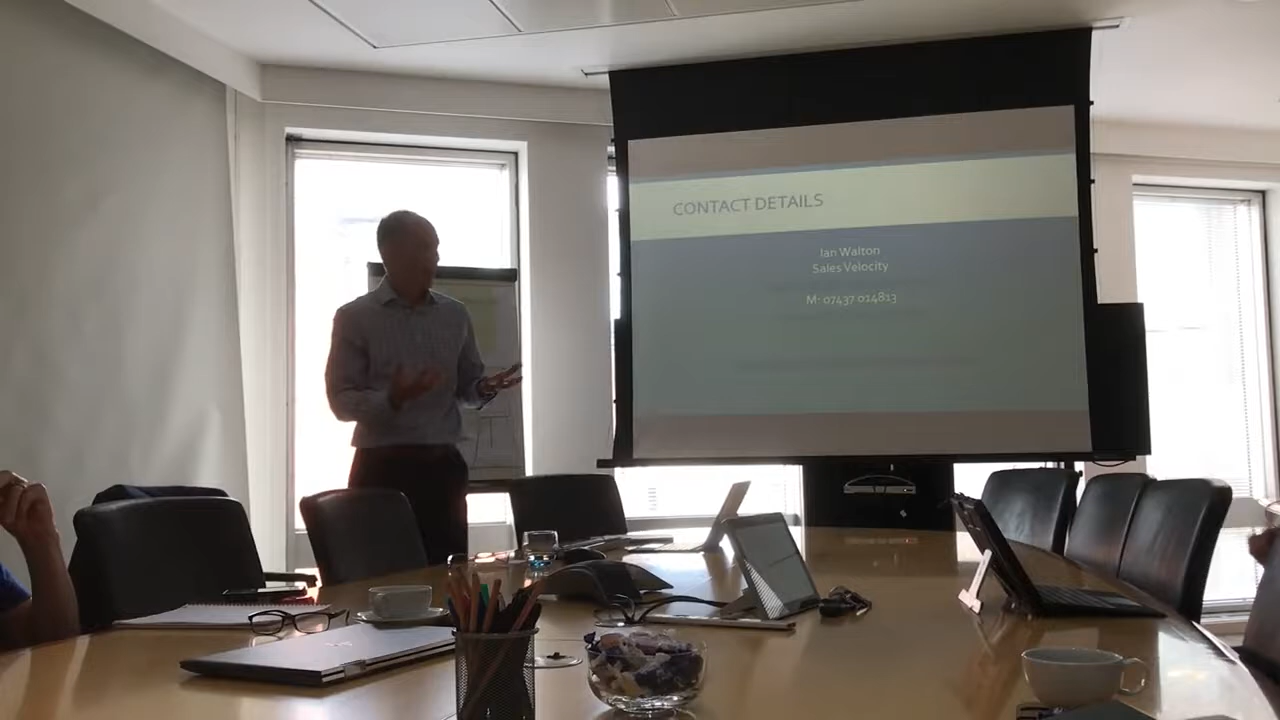 CONTACT DETAILS
Ian Walton
Sales Velocity
M: 07437 014813